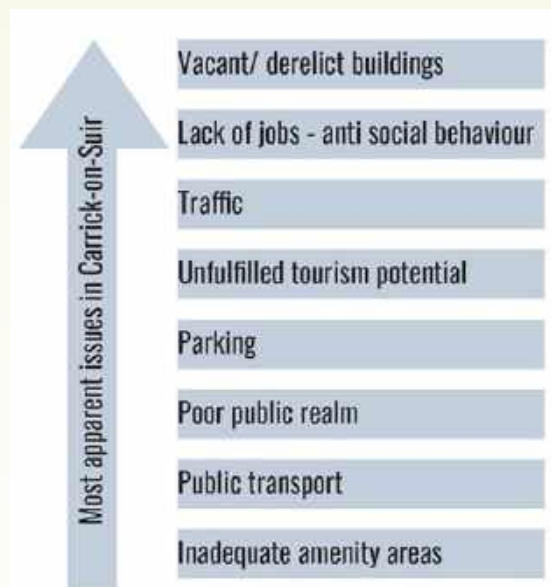 Most apparent issues in Carrick-on-Suir
Vacant/ derelict buildings
Lack of jobs - anti social behaviour
Traffic
Unfulfilled tourism potential
Parking
Poor public realm
Public transport
Inadequate amenity areas